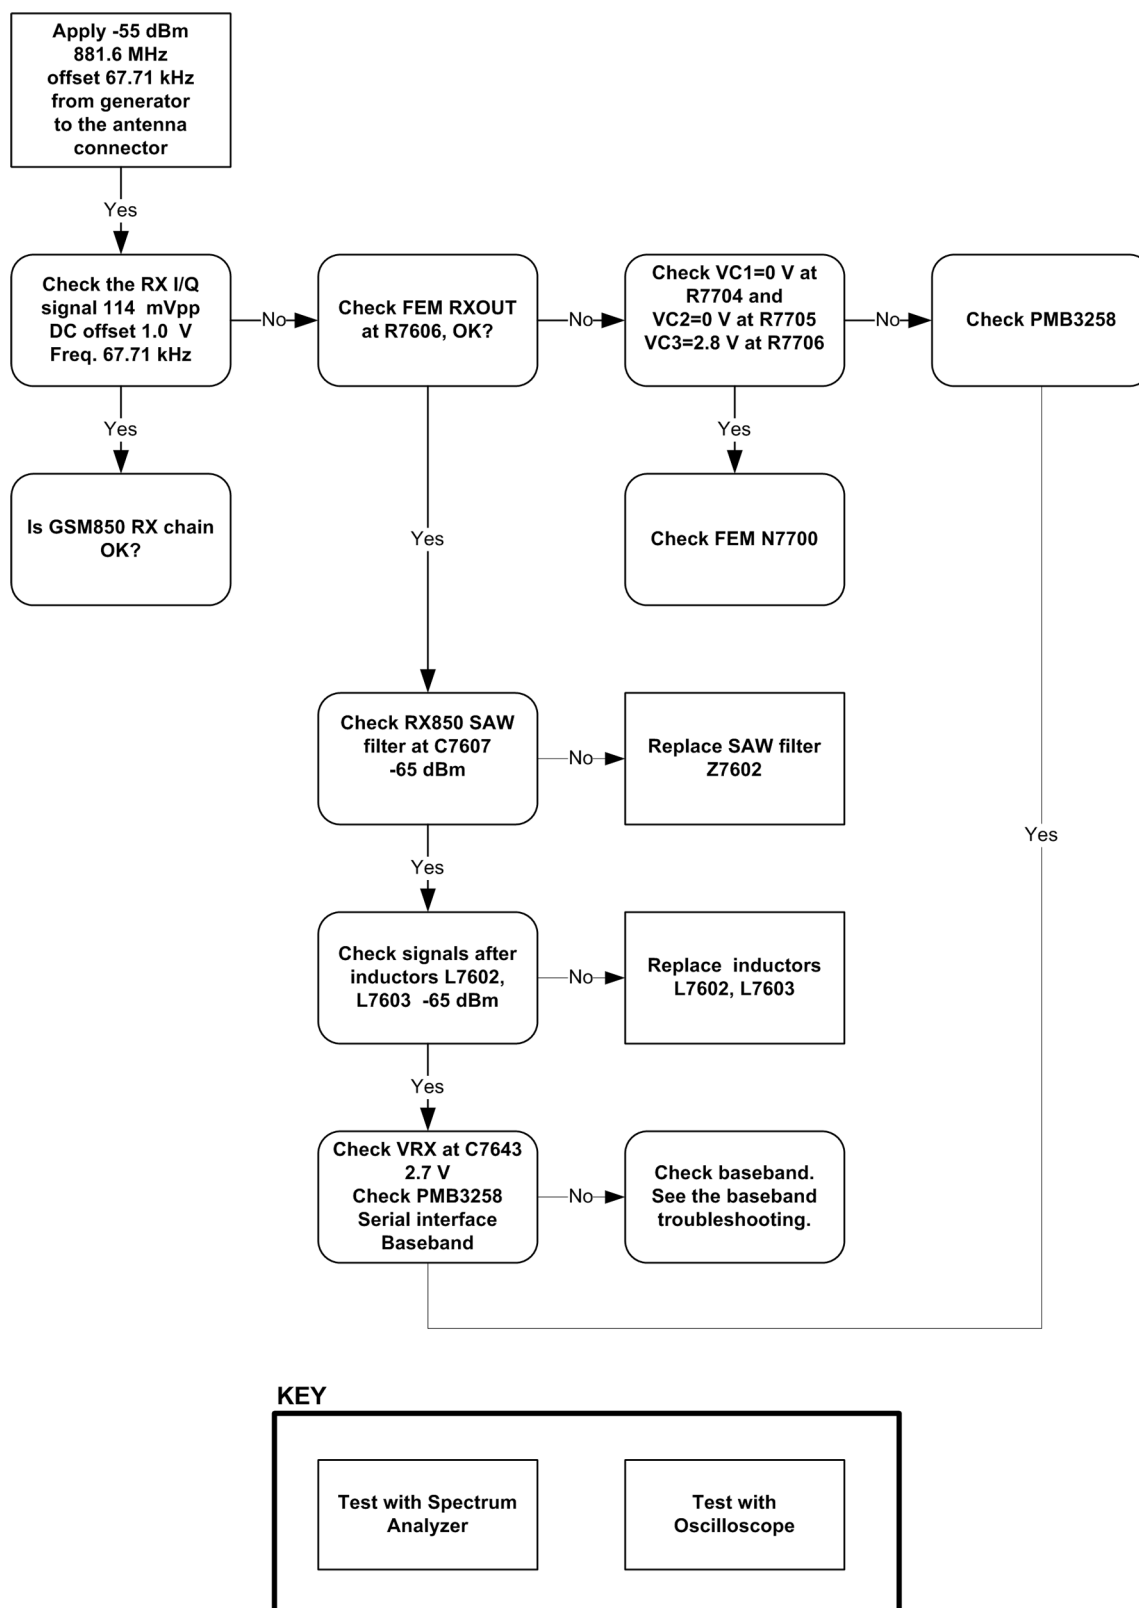 Apply -55 dBm
881.6 MHz
offset 67.71 kHz
from generator
to the antenna
connector
Yes
Check the RX I/Q
signal 114 mVpp
DC offset 1.0 V
Freq. 67.71 kHz
No
Check FEM RXOUT
at R7606, OK?
No
Check VC1=0 V at
R7704 and
VC2=0 V at R7705
VC3=2.8 V at R7706
No
Check PMB3258
Yes
Yes
Is GSM850 RX chain
OK?
Yes
Check FEM N7700
Check RX850 SAW
filter at C7607
-65 dBm
No
Replace SAW filter
Z7602
Yes
Yes
Check signals after
inductors L7602,
L7603 -65 dBm
No
Replace inductors
L7602, L7603
Yes
Check VRX at C7643
2.7 V
Check PMB3258
Serial interface
Baseband
No
Check baseband.
See the baseband
troubleshooting.
KEY
Test with Spectrum
Analyzer
Test with
Oscilloscope